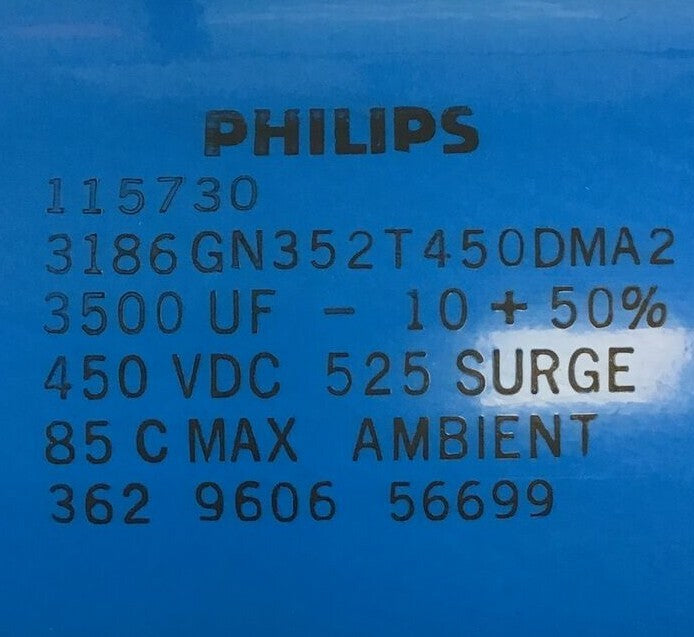 PHILIPS
115730
3186GN352T450DMA2
3500 UF - 10 + 50%
450 VDC 525 SURGE
85 C MAX AMBIENT
362 9606 56699